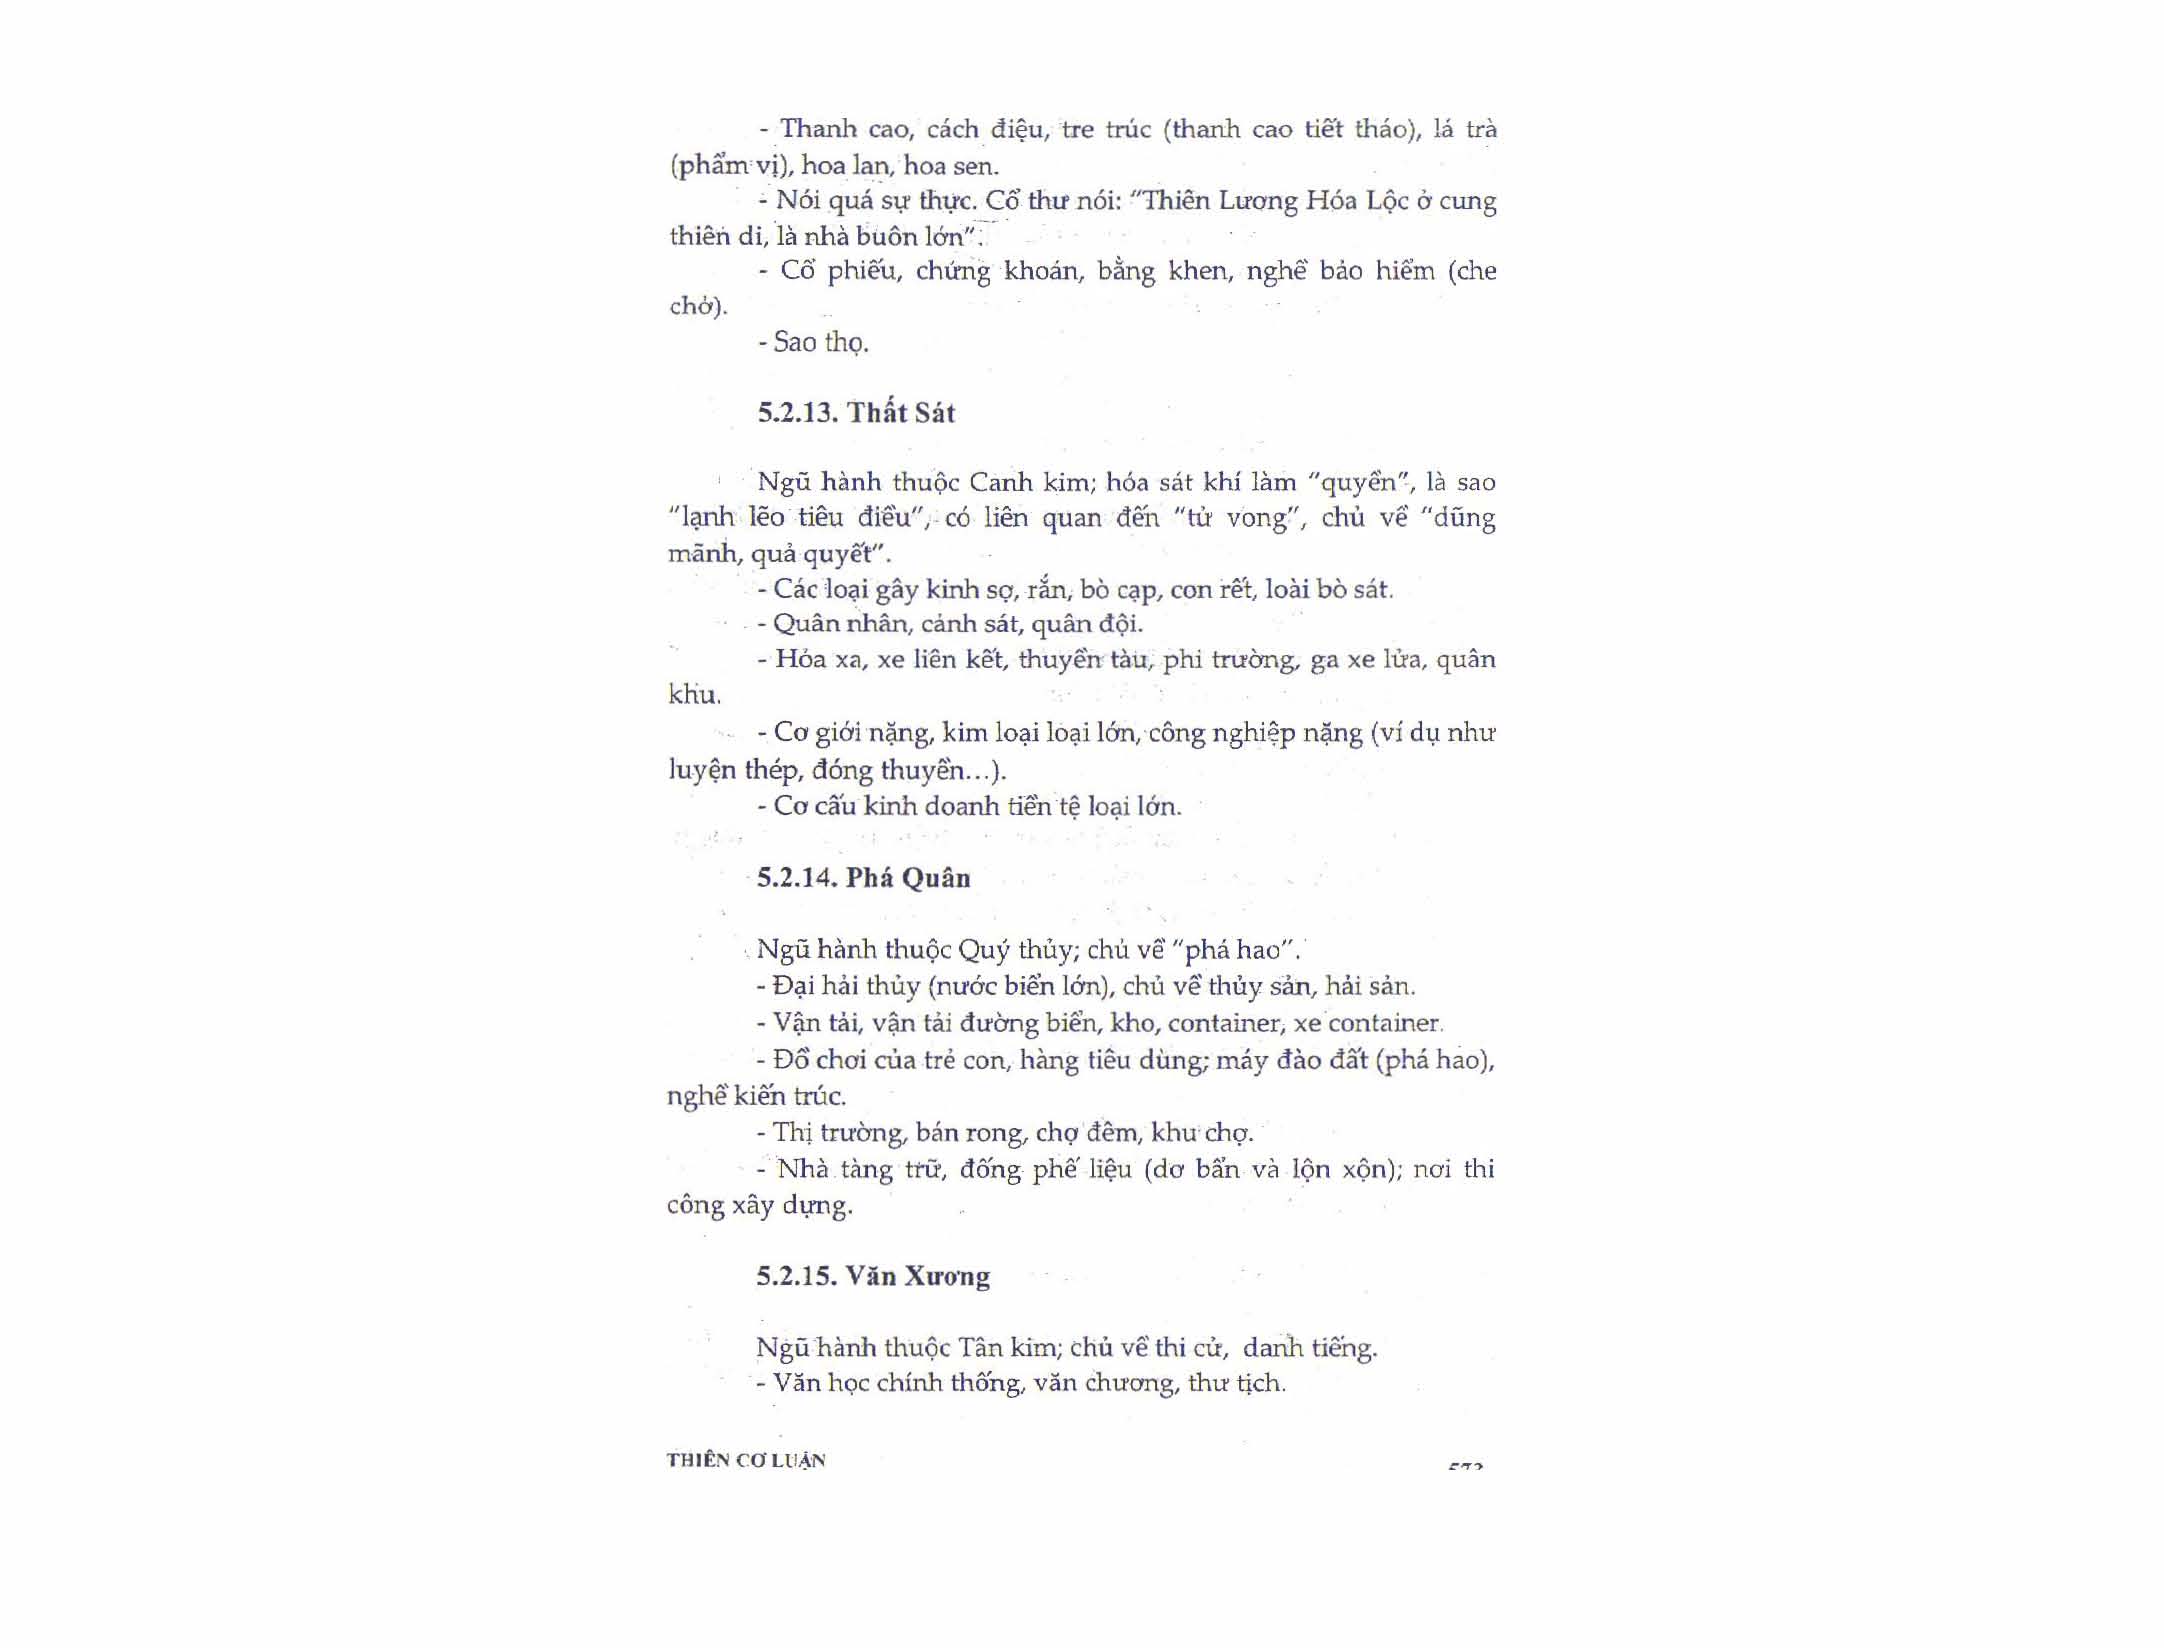 - Thanh cao, cách điệu, tre trúc (thanh cao tiết tháo), lá trà
(phẩm vị), hoa lan, hoa sen.
- Nói quá sự thực. Cổ thư nói: "Thiên Lương Hóa Lộc ở cung
thiên di, là nhà buôn lớn".
- Cổ phiếu, chứng khoán, bằng khen, nghề bảo hiểm (che
chở).
- Sao thọ.
5.2.13. Thất Sát
Ngũ hành thuộc Canh kim; hóa sát khí làm "quyền", là sao
"lạnh lẽo tiêu điều", có liên quan đến "tử vong", chủ về "dũng
mãnh, quả quyết".
- Các loại gây kinh sợ, rắn, bò cạp, con rết, loài bò sát.
- Quân nhân, cảnh sát, quân đội.
- Hỏa xa, xe liên kết, thuyền tàu, phi trường, ga xe lửa, quân
khu.
- Cơ giới nặng, kim loại loại lớn, công nghiệp nặng (ví dụ như
luyện thép, đóng thuyền...).
- Cơ cấu kinh doanh tiền tệ loại lớn.
5.2.14. Phá Quân
Ngũ hành thuộc Quý thủy; chủ về "phá hao".
- Đại hải thủy (nước biển lớn), chủ về thủy sản, hải sản.
- Vận tải, vận tải đường biển, kho, container, xe container.
- Đồ chơi của trẻ con, hàng tiêu dùng; máy đào đất (phá hao),
nghề kiến trúc.
- Thị trường, bán rong, chợ đêm, khu chợ.
- Nhà tàng trữ, đống phế liệu (dơ bẩn và lộn xộn); nơi thi
công xây dựng.
5.2.15. Văn Xương
Ngũ hành thuộc Tân kim; chủ về thi cử, danh tiếng.
- Văn học chính thống, văn chương, thư tịch.
THIÊN CƠ LUẬN